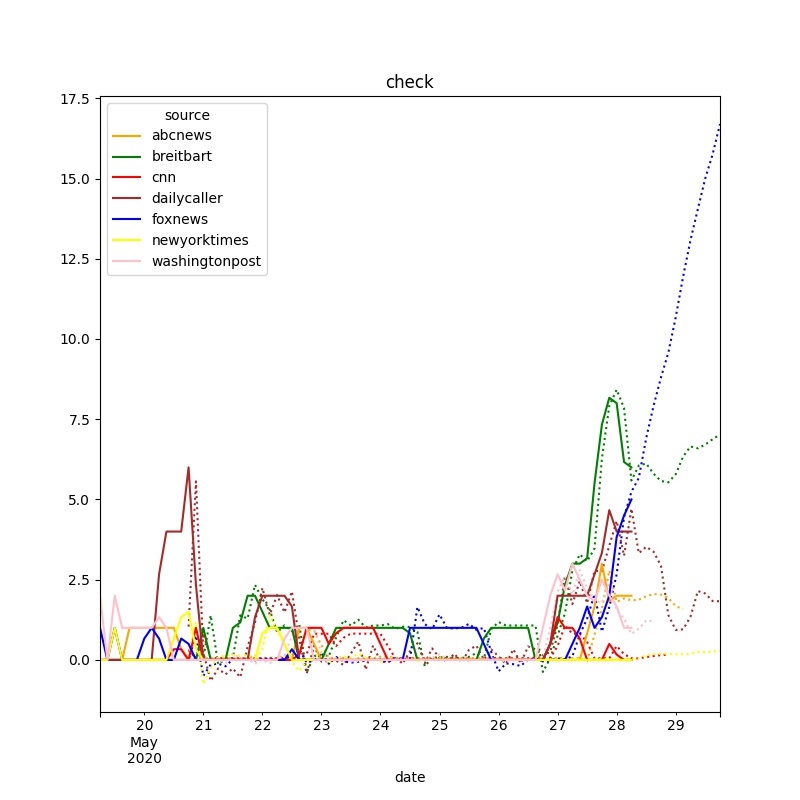 check
17.5
15.0
12.5
10.0
7.5
5.0
2.5
0.0
source
abcnews
breitbart
cnn
dailycaller
foxnews
newyorktimes
washingtonpost
20 21 22 23 24 25 26 27 28 29
May
2020
date